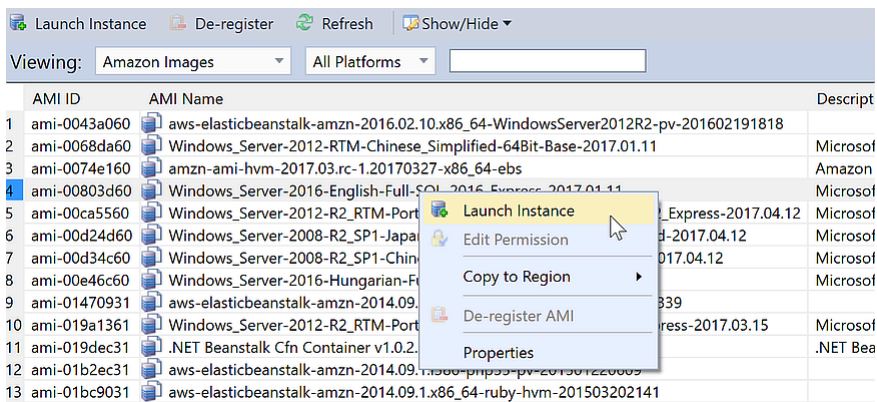 Launch Instance De-register Refresh Show/Hide
Viewing: Amazon Images All Platforms
AMI ID AMI Name Descript
1 ami-0043a060 aws-elasticbeanstalk-amzn-2016.02.10.x86_64-WindowsServer2012R2-pv-201602191818
2 ami-0068da60 Windows_Server-2012-RTM-Chinese_Simplified-64Bit-Base-2017.01.11 Microsof
3 ami-0074e160 amzn-ami-hvm-2017.03.rc-1.20170327-x86_64-ebs Amazon
4 ami-00803d60 Windows_Server-2016-English-Full-SQL_2016_Express-2017.01.11 Microsof
5 ami-00ca5560 Windows_Server-2012-R2_RTM-Port 2_Express-2017.04.12 Microsof
6 ami-00d24d60 Windows_Server-2008-R2_SP1-Japa d-2017.04.12 Microsof
7 ami-00d34c60 Windows_Server-2008-R2_SP1-Chin 017.04.12 Microsof
8 ami-00e46c60 Windows_Server-2016-Hungarian-Fu Microsof
9 ami-01470931 aws-elasticbeanstalk-amzn-2014.09. 339
10 ami-019a1361 Windows_Server-2012-R2_RTM-Port ress-2017.03.15 Microsof
11 ami-019dec31 .NET Beanstalk Cfn Container v1.0.2. .NET Bea
12 ami-01b2ec31 aws-elasticbeanstalk-amzn-2014.09.1.i386-php55-pv-201501220609
13 ami-01bc9031 aws-elasticbeanstalk-amzn-2014.09.1.x86_64-ruby-hvm-201503202141
Launch Instance
Edit Permission
Copy to Region
De-register AMI
Properties